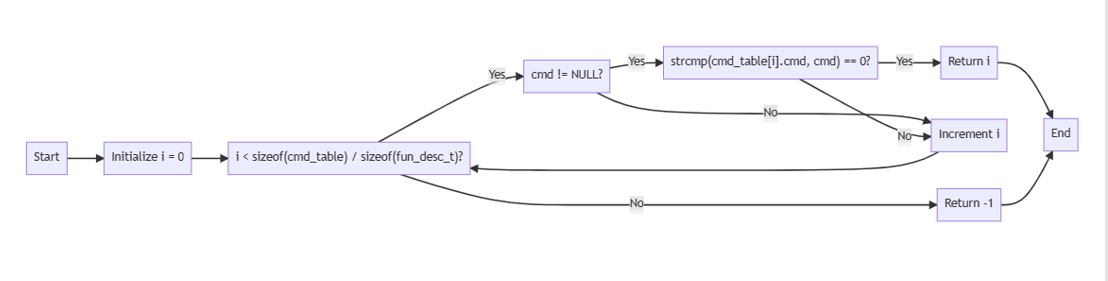 Start
Initialize i = 0
i < sizeof(cmd_table) / sizeof(fun_desc_t)?
Yes
cmd != NULL?
Yes
strcmp(cmd_table[i].cmd, cmd) == 0?
Yes
Return i
No
No
Increment i
End
No
Return -1